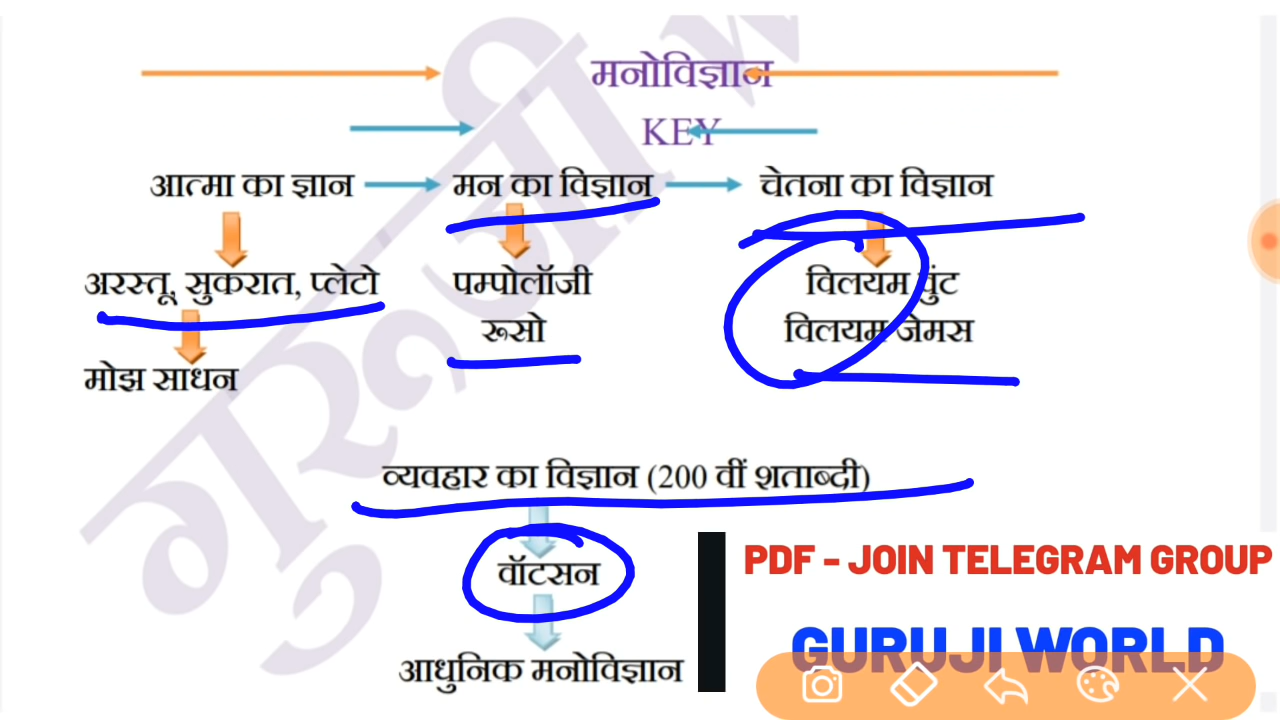 मनोविज्ञान
KEY
आत्मा का ज्ञान मन का विज्ञान चेतना का विज्ञान
अरस्तू, सुकरात, प्लेटो पम्पोलॉजी विलयम वुंट
रूसो विलयम जेमस
मोझ साधन
व्यवहार का विज्ञान (200 वीं शताब्दी)
वॉटसन
आधुनिक मनोविज्ञान
PDF - JOIN TELEGRAM GROUP
GURUJI WORLD
गुरुजी W